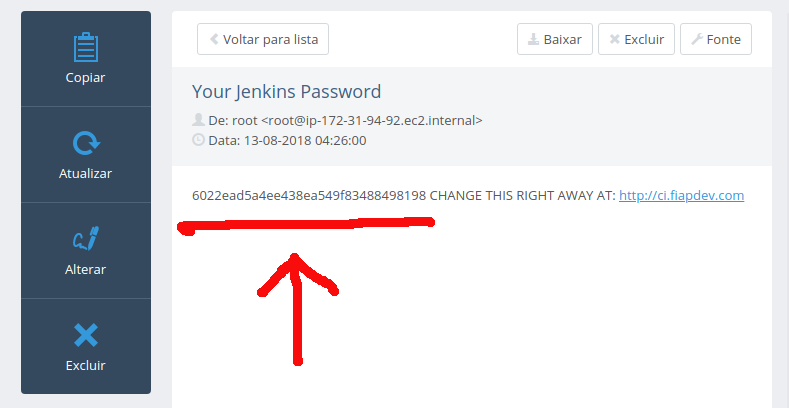 Copiar
Atualizar
Alterar
Excluir
Voltar para lista
Baixar
Excluir
Fonte
Your Jenkins Password
De: root <root@ip-172-31-94-92.ec2.internal>
Data: 13-08-2018 04:26:00
6022ead5a4ee438ea549f83488498198 CHANGE THIS RIGHT AWAY AT: http://ci.fiapdev.com